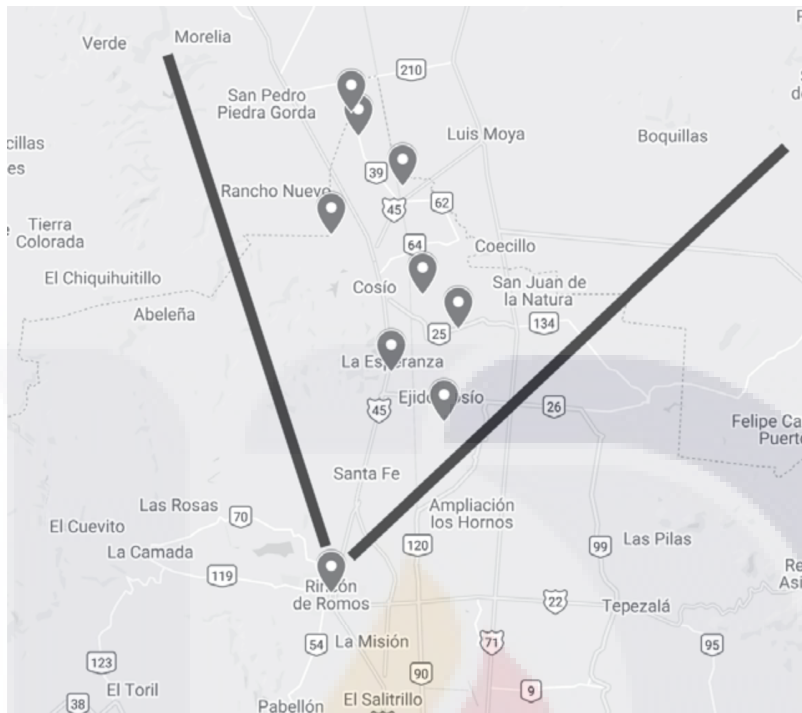 Morelia
Verde
210
San Pedro
Piedra Gorda
Luis Moya
Boquillas
cillas
es
39
Rancho Nuevo
45
62
Tierra
Colorada
64
Coecillo
El Chiquihuitillo
Cosío
San Juan de
la Natura
Abeleña
134
25
La Esperanza
Ejido Cosío
45
26
Felipe Ca
Puerto
Santa Fe
Las Rosas
70
Ampliación
los Hornos
El Cuevito
La Camada
120
99
Las Pilas
119
Re
Asi
Rincón
de Romos
22
Tepezalá
54
La Misión
71
95
123
90
El Toril
38
El Salitrillo
9
Pabellón